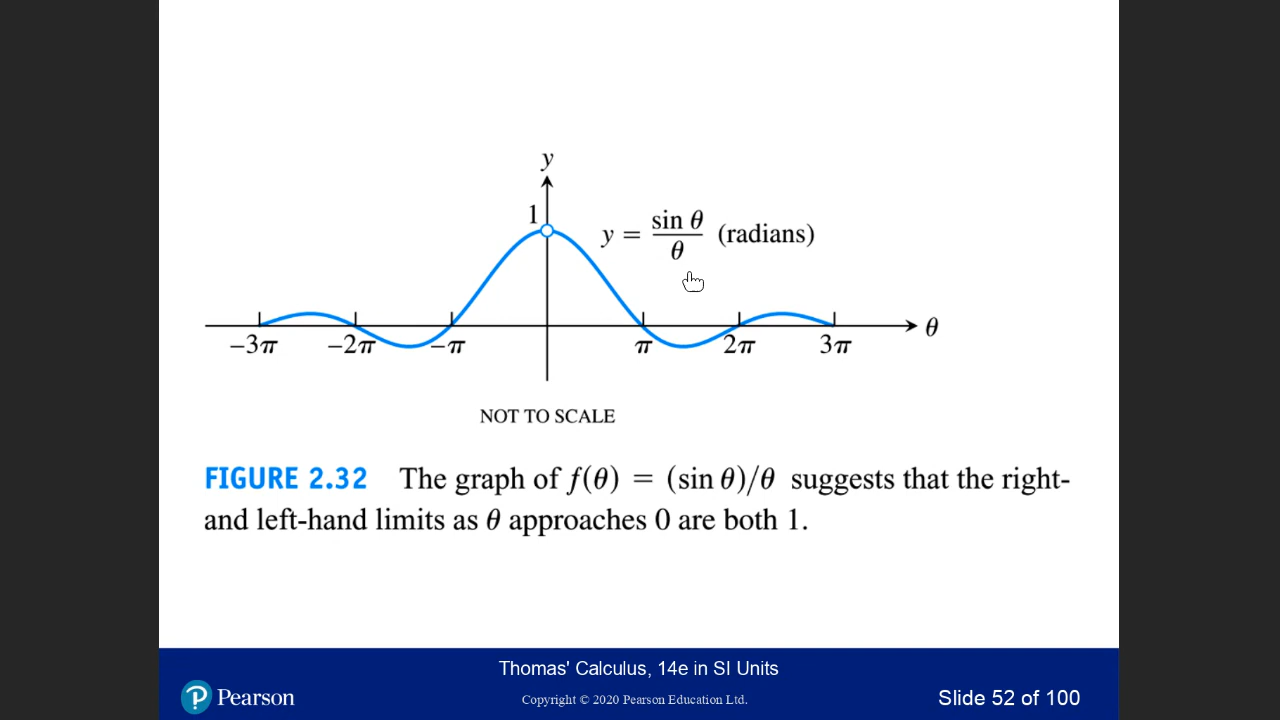 y
1
y = sin θ / θ (radians)
−3π −2π −π π 2π 3π θ
NOT TO SCALE
FIGURE 2.32 The graph of f(θ) = (sin θ)/θ suggests that the right-
and left-hand limits as θ approaches 0 are both 1.
Thomas' Calculus, 14e in SI Units
P Pearson
Copyright © 2020 Pearson Education Ltd.
Slide 52 of 100